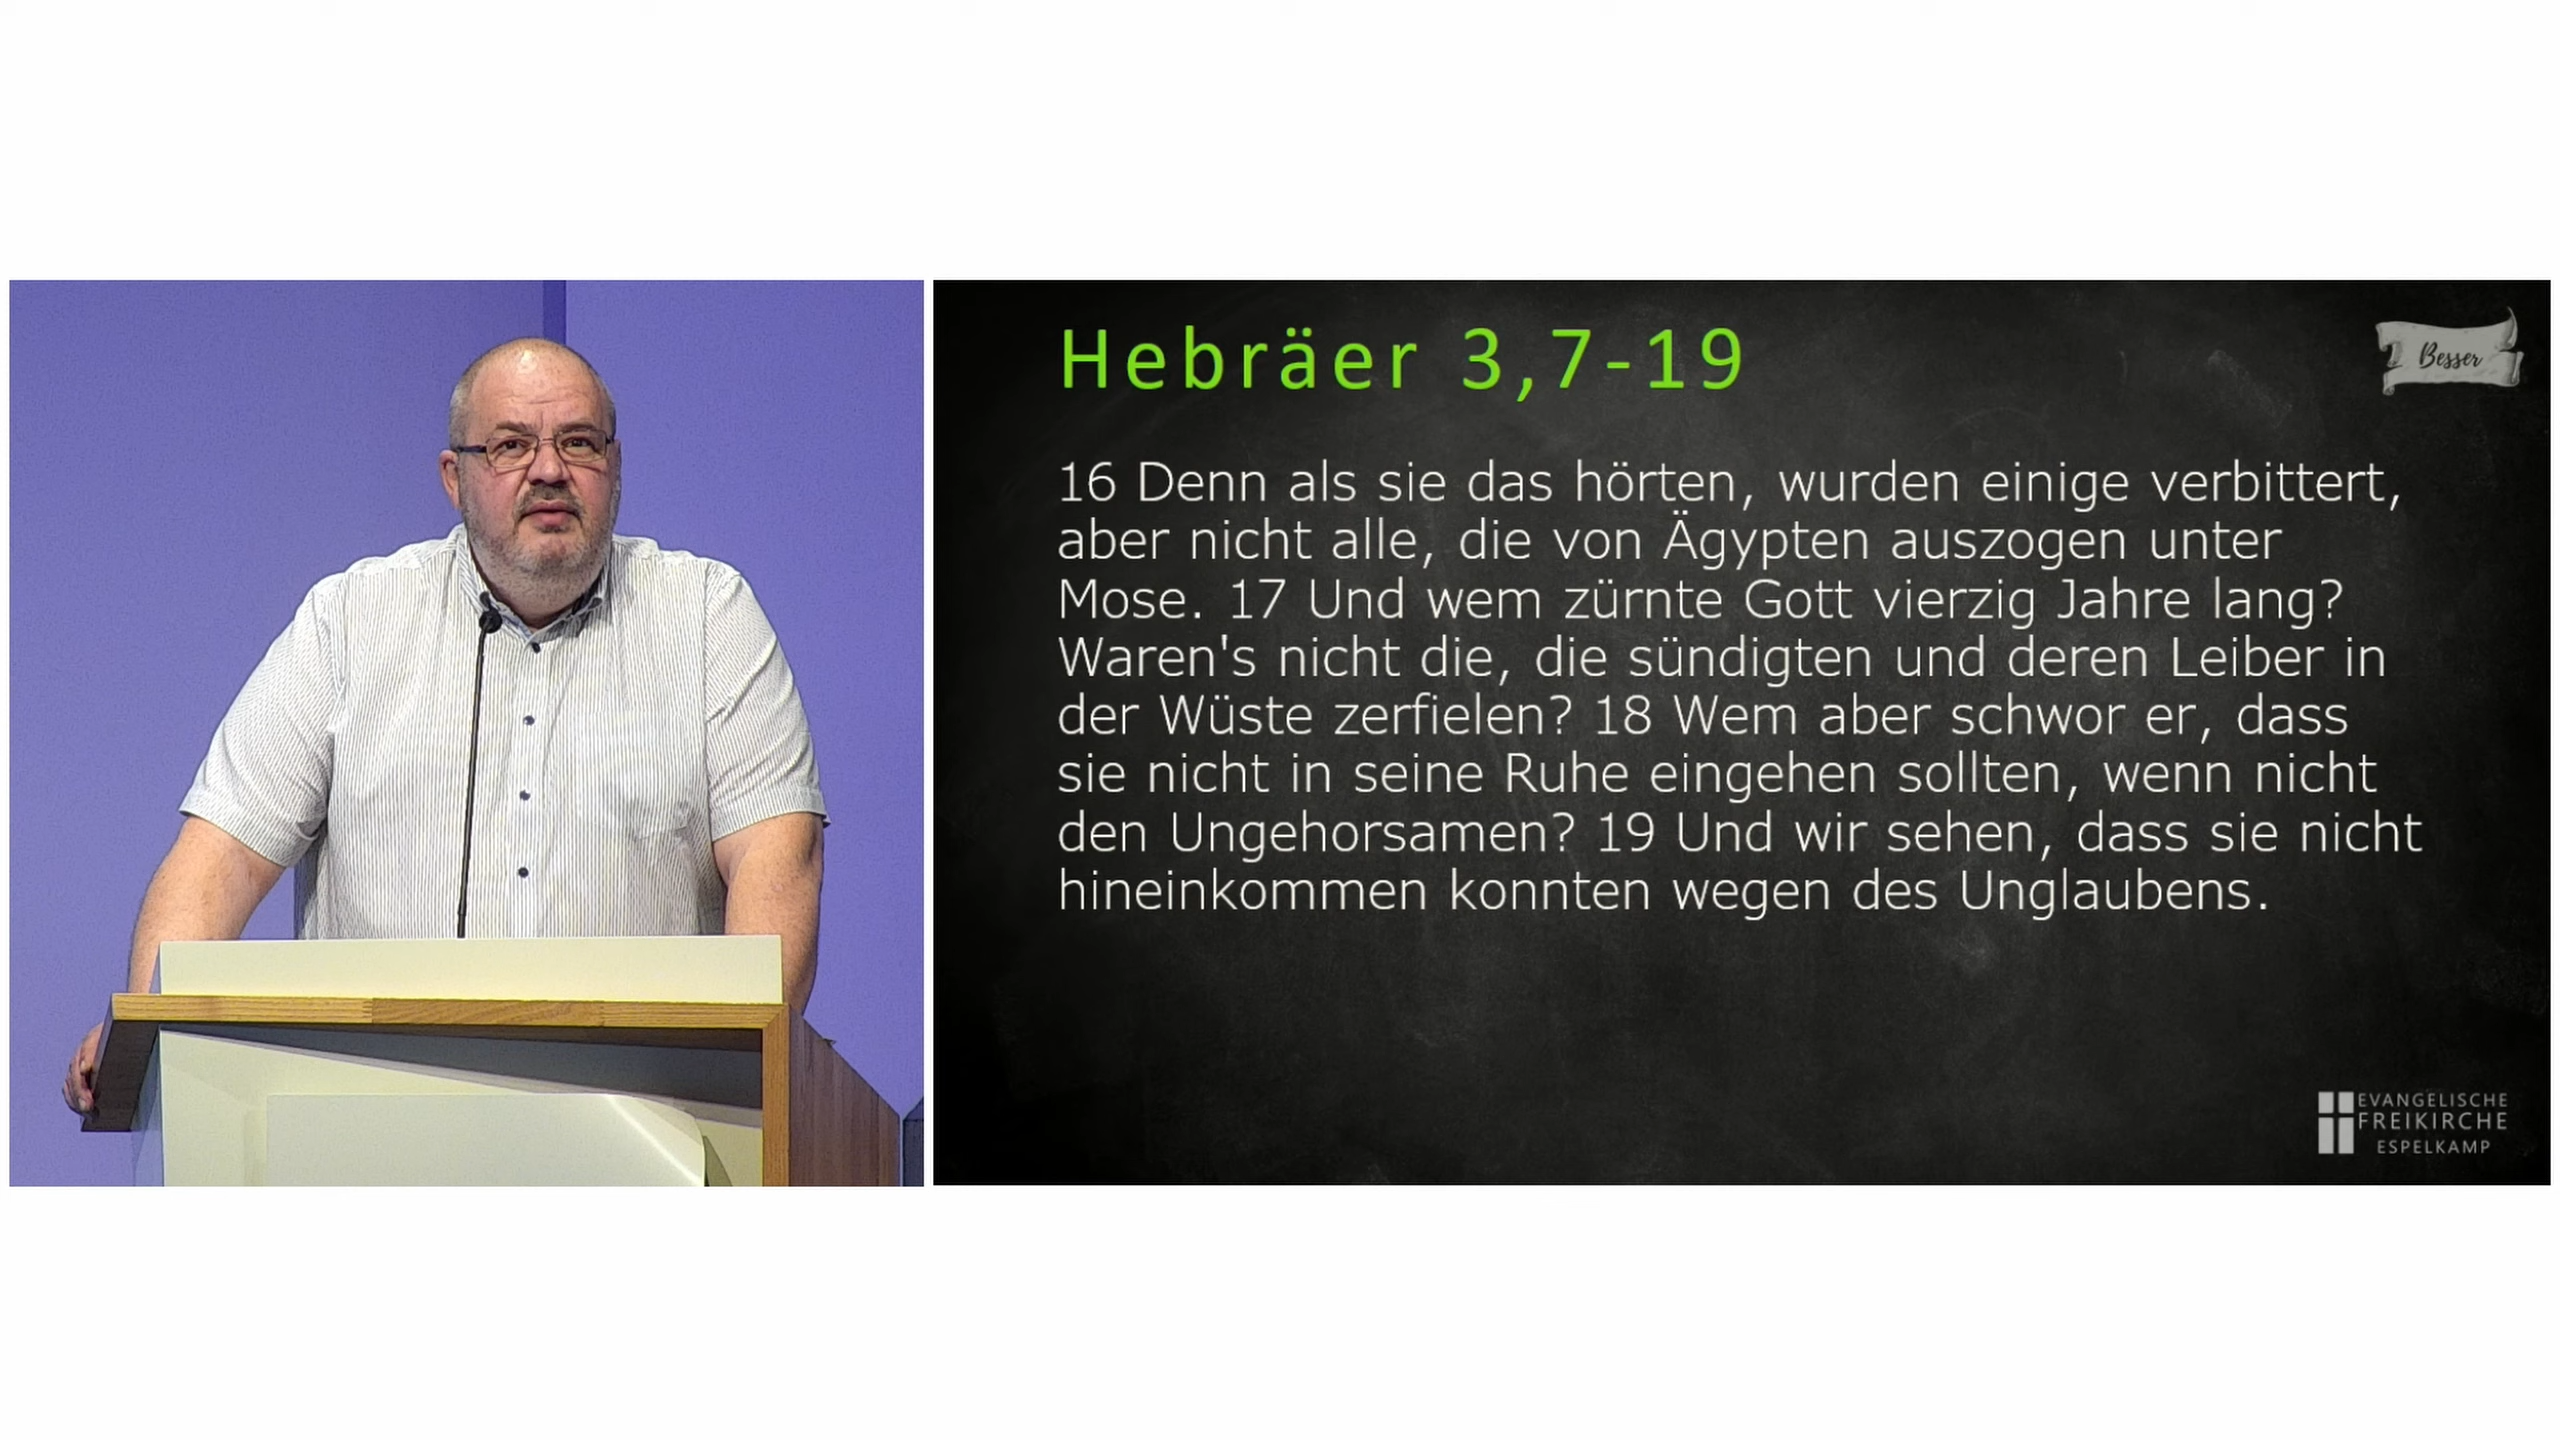 Hebräer 3,7-19
Besser
16 Denn als sie das hörten, wurden einige verbittert,
aber nicht alle, die von Ägypten auszogen unter
Mose. 17 Und wem zürnte Gott vierzig Jahre lang?
Waren's nicht die, die sündigten und deren Leiber in
der Wüste zerfielen? 18 Wem aber schwor er, dass
sie nicht in seine Ruhe eingehen sollten, wenn nicht
den Ungehorsamen? 19 Und wir sehen, dass sie nicht
hineinkommen konnten wegen des Unglaubens.
EVANGELISCHE
FREIKIRCHE
ESPELKAMP